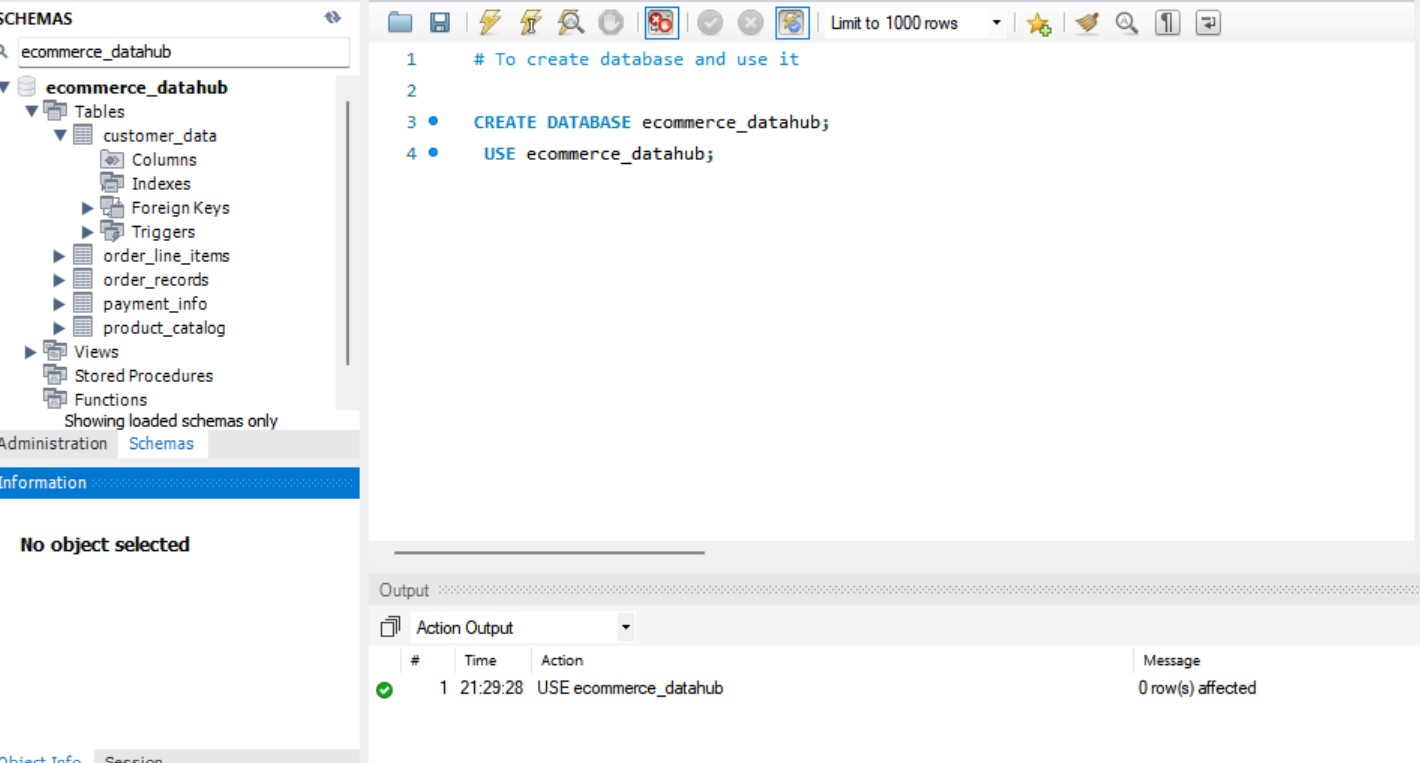 SCHEMAS
ecommerce_datahub
ecommerce_datahub
Tables
customer_data
Columns
Indexes
Foreign Keys
Triggers
order_line_items
order_records
payment_info
product_catalog
Views
Stored Procedures
Functions
Showing loaded schemas only
Administration Schemas
Information
No object selected
Object Info Session
Limit to 1000 rows
1 # To create database and use it
2
3 CREATE DATABASE ecommerce_datahub;
4 USE ecommerce_datahub;
Output
Action Output
# Time Action Message
1 21:29:28 USE ecommerce_datahub 0 row(s) affected